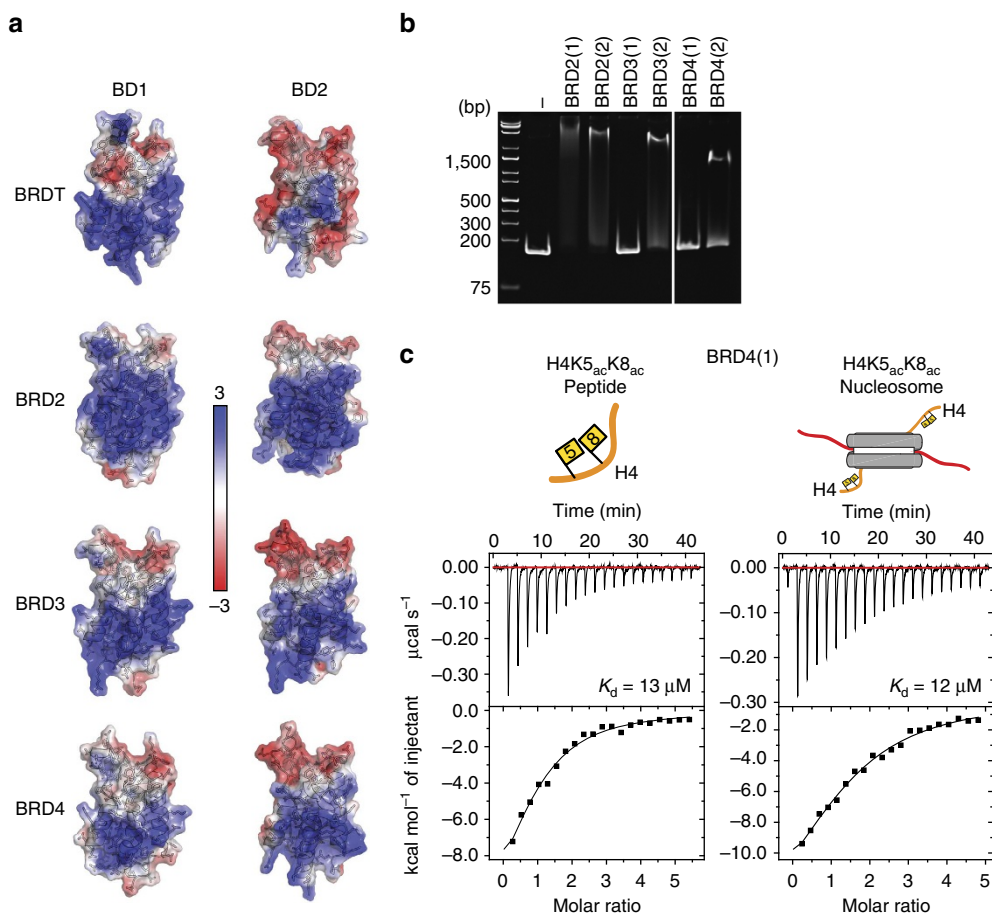 a
BD1 BD2
BRDT
BRD2
3
−3
BRD3
BRD4
b
(bp) – BRD2(1) BRD2(2) BRD3(1) BRD3(2) BRD4(1) BRD4(2)
1,500
500
300
200
75
c
BRD4(1)
H4K5acK8ac
Peptide
5 8
H4
H4K5acK8ac
Nucleosome
H4
5 8
5 8
H4
Time (min)
0 10 20 30 40
0.00
−0.10
−0.20
−0.30
µcal s−1
Kd = 13 µM
0.0
−2.0
−4.0
−6.0
−8.0
kcal mol−1 of injectant
0 1 2 3 4 5
Molar ratio
Time (min)
0 10 20 30 40
0.00
−0.10
−0.20
−0.30
Kd = 12 µM
−2.0
−4.0
−6.0
−8.0
−10.0
0 1 2 3 4 5
Molar ratio